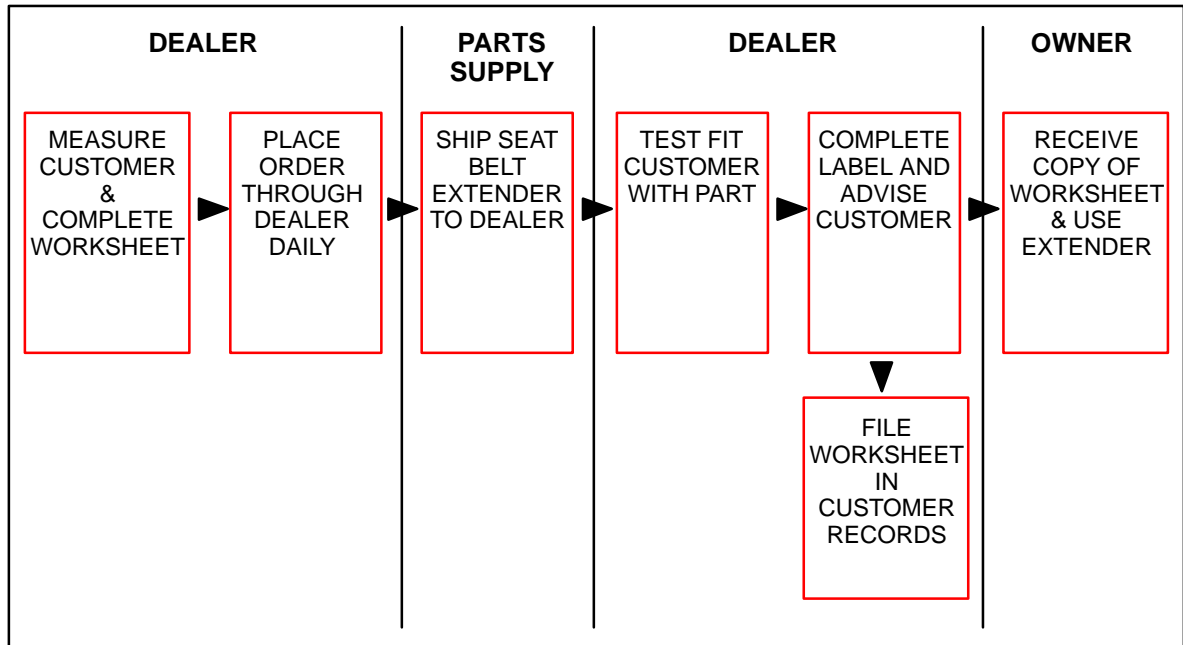 DEALER
PARTS
SUPPLY
DEALER
OWNER
MEASURE
CUSTOMER
&
COMPLETE
WORKSHEET
PLACE
ORDER
THROUGH
DEALER
DAILY
SHIP SEAT
BELT
EXTENDER
TO DEALER
TEST FIT
CUSTOMER
WITH PART
COMPLETE
LABEL AND
ADVISE
CUSTOMER
RECEIVE
COPY OF
WORKSHEET
& USE
EXTENDER
FILE
WORKSHEET
IN
CUSTOMER
RECORDS